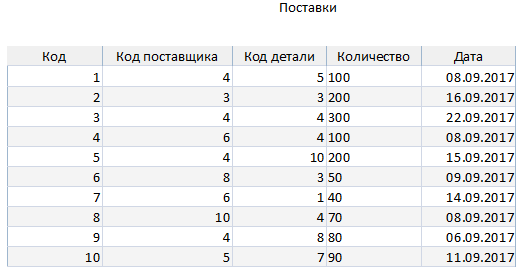 Поставки
Код Код поставщика Код детали Количество Дата
1 4 5 100 08.09.2017
2 3 3 200 16.09.2017
3 4 4 300 22.09.2017
4 6 4 100 08.09.2017
5 4 10 200 15.09.2017
6 8 3 50 09.09.2017
7 6 1 40 14.09.2017
8 10 4 70 08.09.2017
9 4 8 80 06.09.2017
10 5 7 90 11.09.2017